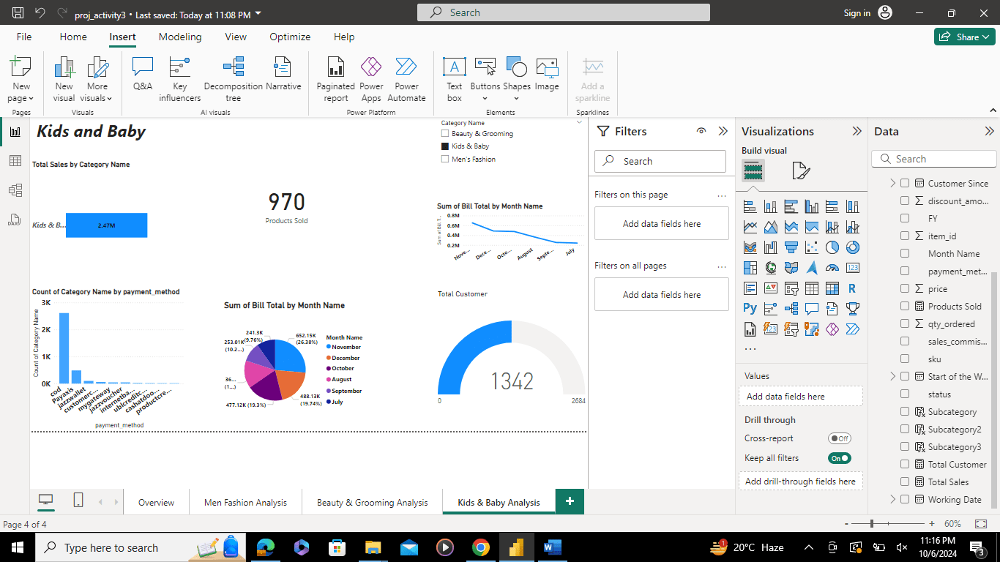 proj_activity3 • Last saved: Today at 11:08 PM
Search
Sign in
File Home Insert Modeling View Optimize Help
Share
New page
New visual
More visuals
Q&A
Key influencers
Decomposition tree
Narrative
Paginated report
Power Apps
Power Automate
Text box
Buttons
Shapes
Image
Add a sparkline
Pages
Visuals
AI visuals
Power Platform
Elements
Sparklines
Kids and Baby
Category Name
Beauty & Grooming
Kids & Baby
Men's Fashion
Total Sales by Category Name
Kids & B...
2.47M
970
Products Sold
Sum of Bill Total by Month Name
Sum of Bill T...
0.8M
0.6M
0.4M
0.2M
Nove...
Dece...
Octo...
August
Septe...
July
Count of Category Name by payment_method
Count of Category Name
3K
2K
1K
0K
cod
Payaxis
jazzwallet
customerc...
mygateway
jazzvoucher
internetba...
ublcreditc...
cashatdoo...
productcre...
payment_method
Sum of Bill Total by Month Name
241.3K (9.76%)
253.01K (10.2...)
36... (1...)
477.12K (19.3%)
488.13K (19.74%)
652.15K (26.38%)
Month Name
November
December
October
August
September
July
Total Customer
1342
0
2684
Filters
Search
Filters on this page
...
Add data fields here
Filters on all pages
...
Add data fields here
Visualizations
Build visual
123
R
Py
...
Values
Add data fields here
Drill through
Cross-report
Off
Keep all filters
On
Add drill-through fields here
Data
Search
Customer Since
discount_amo...
FY
item_id
Month Name
payment_met...
price
Products Sold
qty_ordered
sales_commis...
sku
Start of the W...
status
Subcategory
Subcategory2
Subcategory3
Total Customer
Total Sales
Working Date
DAX
Overview
Men Fashion Analysis
Beauty & Grooming Analysis
Kids & Baby Analysis
+
Page 4 of 4
- + 60%
Type here to search
1
20°C Haze
11:16 PM
10/6/2024
3